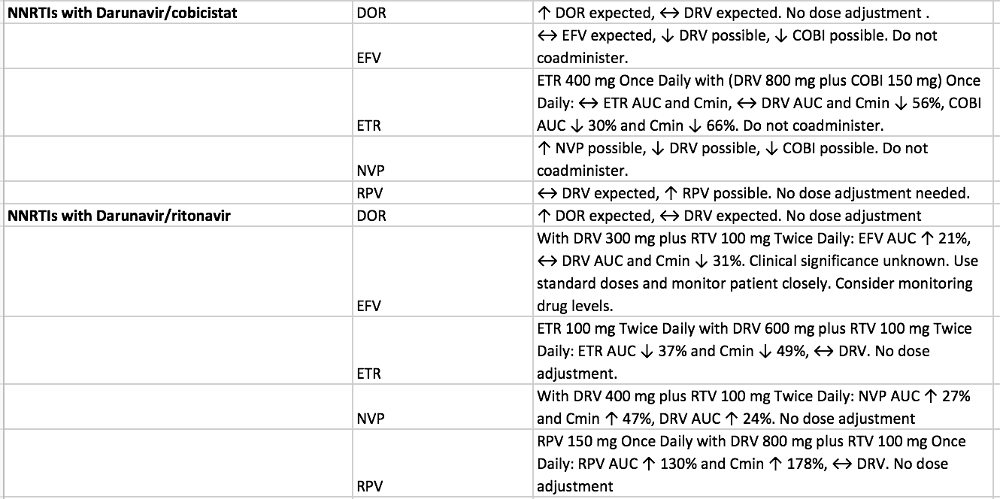 NNRTIs with Darunavir/cobicistat DOR ↑ DOR expected, ↔ DRV expected. No dose adjustment .
↔ EFV expected, ↓ DRV possible, ↓ COBI possible. Do not
EFV coadminister.
ETR 400 mg Once Daily with (DRV 800 mg plus COBI 150 mg) Once
Daily: ↔ ETR AUC and Cmin, ↔ DRV AUC and Cmin ↓ 56%, COBI
ETR AUC ↓ 30% and Cmin ↓ 66%. Do not coadminister.
↑ NVP possible, ↓ DRV possible, ↓ COBI possible. Do not
NVP coadminister.
RPV ↔ DRV expected, ↑ RPV possible. No dose adjustment needed.
NNRTIs with Darunavir/ritonavir DOR ↑ DOR expected, ↔ DRV expected. No dose adjustment
With DRV 300 mg plus RTV 100 mg Twice Daily: EFV AUC ↑ 21%,
↔ DRV AUC and Cmin ↓ 31%. Clinical significance unknown. Use
standard doses and monitor patient closely. Consider monitoring
EFV drug levels.
ETR 100 mg Twice Daily with DRV 600 mg plus RTV 100 mg Twice
Daily: ETR AUC ↓ 37% and Cmin ↓ 49%, ↔ DRV. No dose
ETR adjustment.
With DRV 400 mg plus RTV 100 mg Twice Daily: NVP AUC ↑ 27%
NVP and Cmin ↑ 47%, DRV AUC ↑ 24%. No dose adjustment
RPV 150 mg Once Daily with DRV 800 mg plus RTV 100 mg Once
Daily: RPV AUC ↑ 130% and Cmin ↑ 178%, ↔ DRV. No dose
RPV adjustment